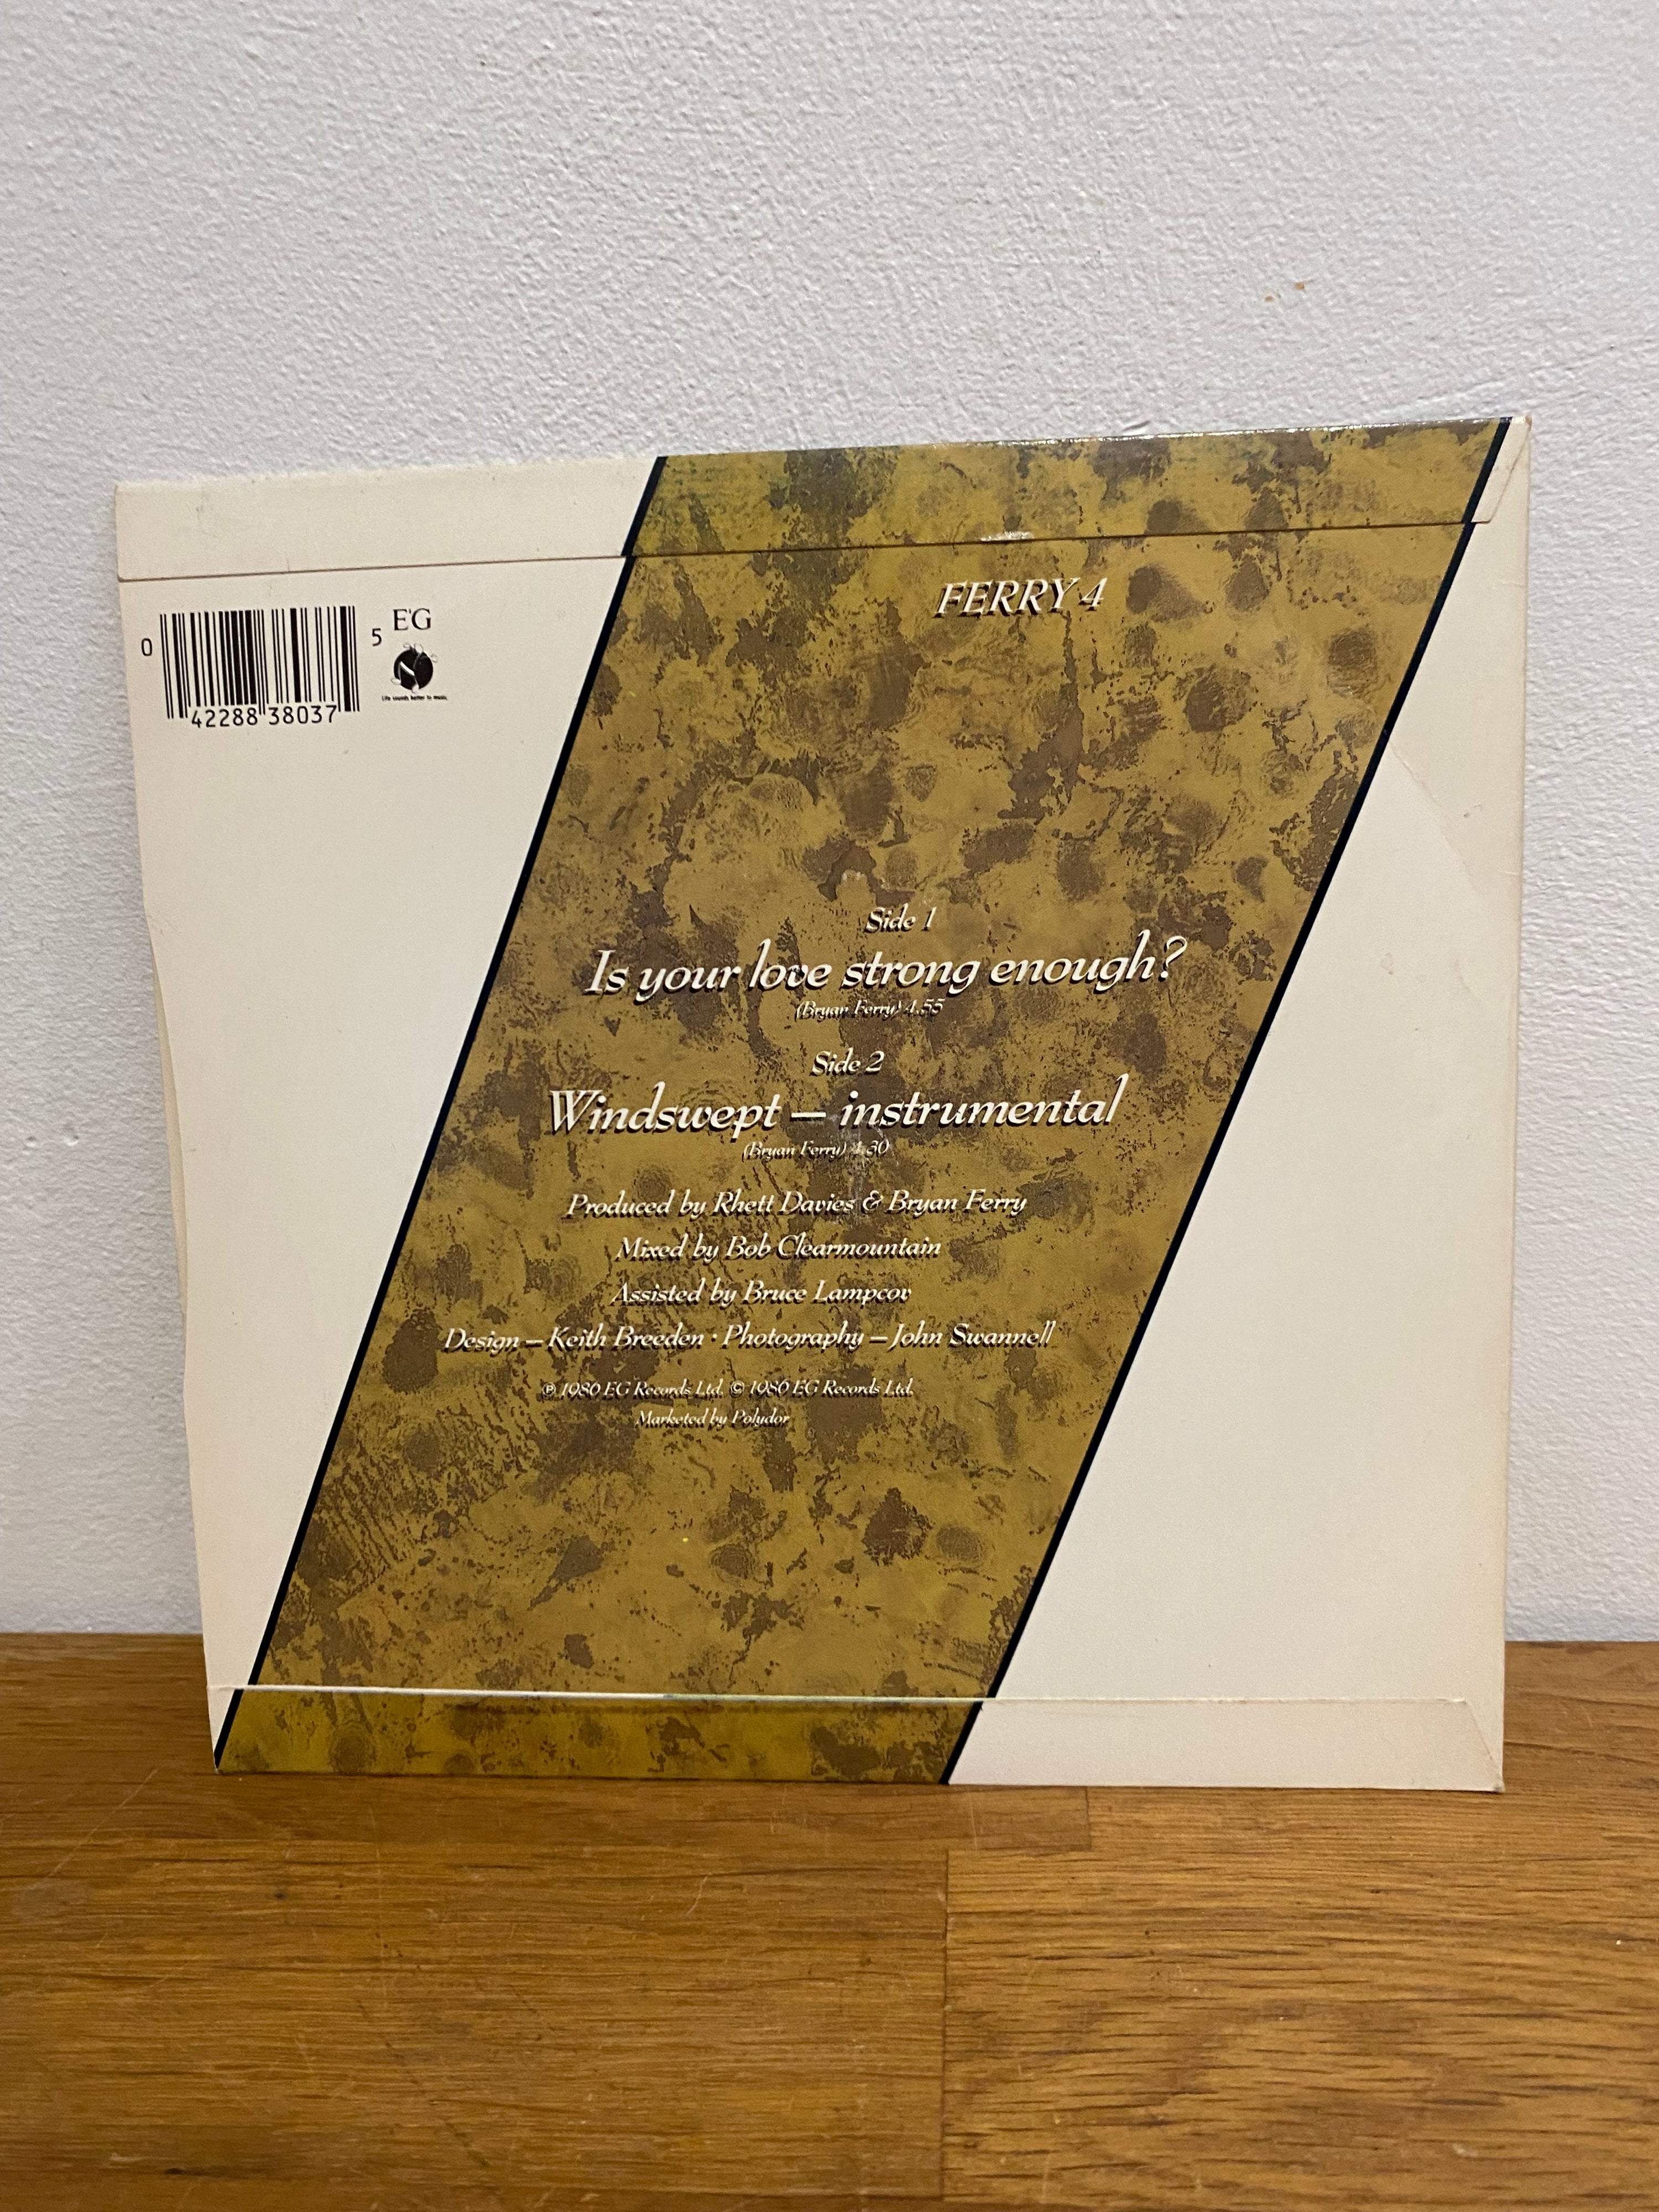 FERRY 4
0 42288 38037 5
EG
Life sounds better to music.
Side 1
Is your love strong enough?
(Bryan Ferry) 4.55
Side 2
Windswept – instrumental
(Bryan Ferry) 4.30
Produced by Rhett Davies & Bryan Ferry
Mixed by Bob Clearmountain
Assisted by Bruce Lampcov
Design – Keith Breeden · Photography – John Swannell
℗ 1986 EG Records Ltd. © 1986 EG Records Ltd.
Marketed by Polydor